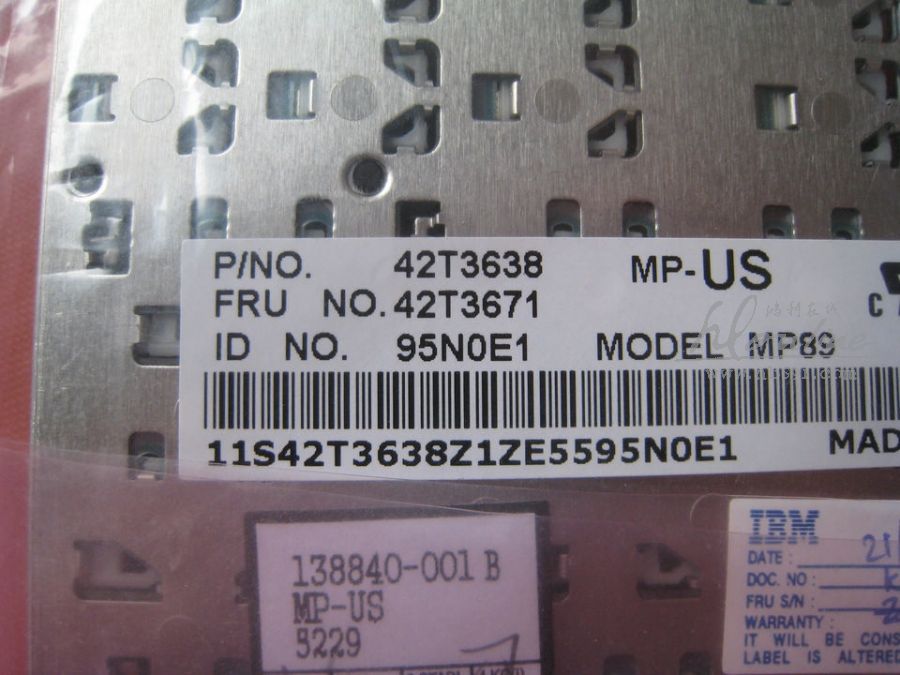 P/NO. 42T3638 MP-US
FRU NO. 42T3671
ID NO. 95N0E1 MODEL MP89
11S42T3638Z1ZE5595N0E1 MAD
138840-001 B
MP-US
5229
IBM
DATE : 21/
DOC. NO :
FRU S/N :
WARRANTY :
IT WILL BE CONS
LABEL IS ALTERED